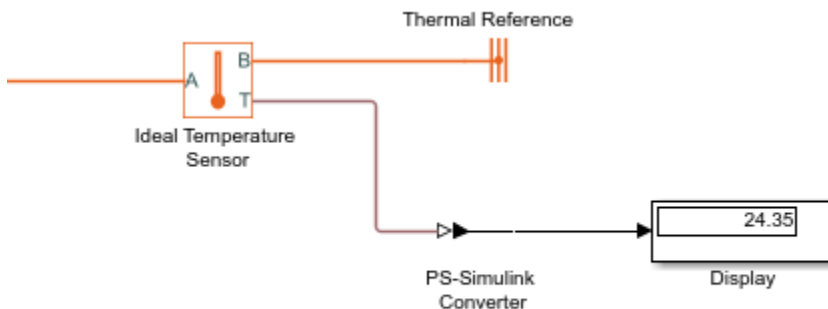 Thermal Reference
B
A
T
Ideal Temperature
Sensor
24.35
PS-Simulink
Converter
Display